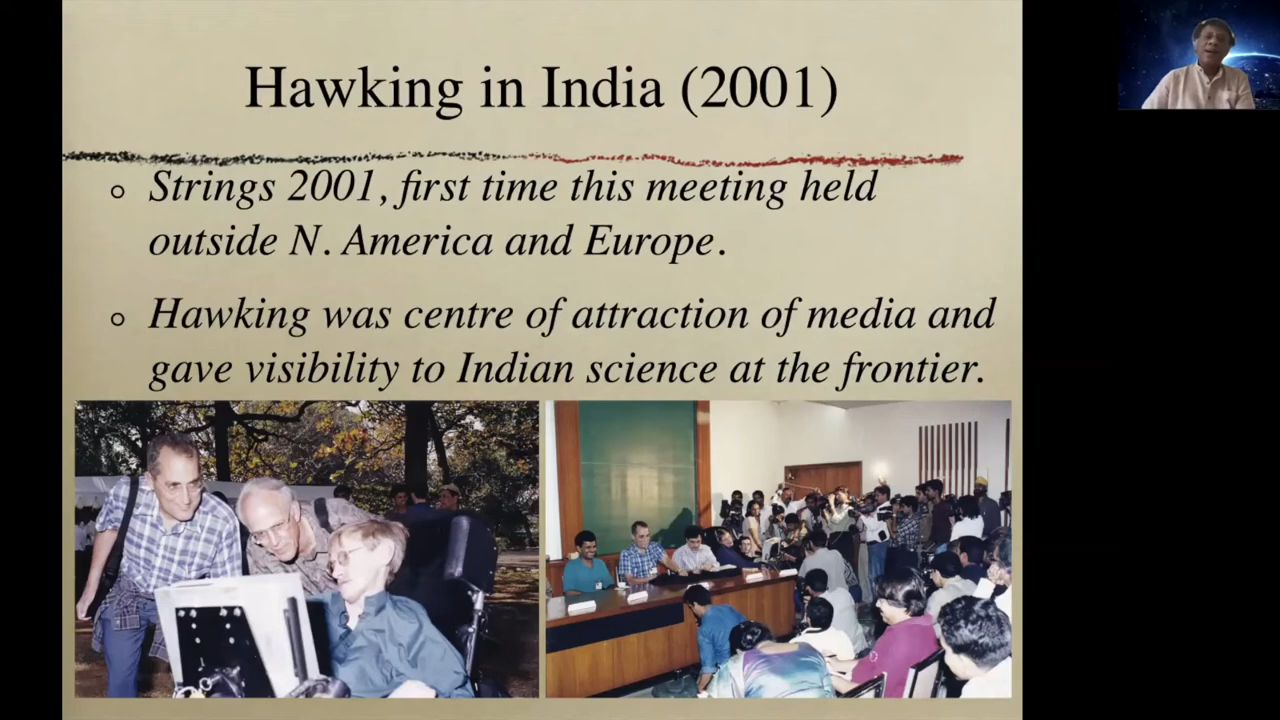 Hawking in India (2001)
Strings 2001, first time this meeting held
outside N. America and Europe.
Hawking was centre of attraction of media and
gave visibility to Indian science at the frontier.